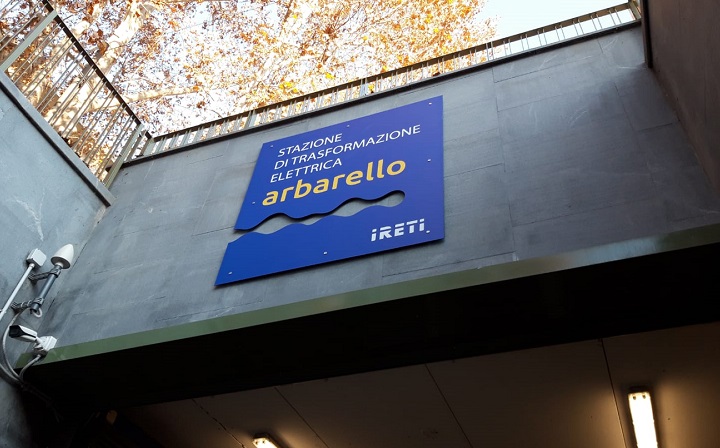 STAZIONE
DI TRASFORMAZIONE
ELETTRICA
arbarello
iRETI